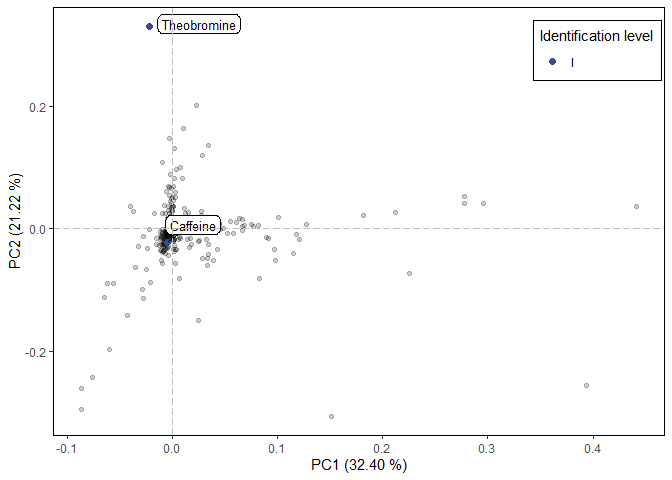 Theobromine
Identification level
I
0.2
Caffeine
0.0
PC2 (21.22 %)
-0.2
-0.1
0.0
0.1
0.2
0.3
0.4
PC1 (32.40 %)